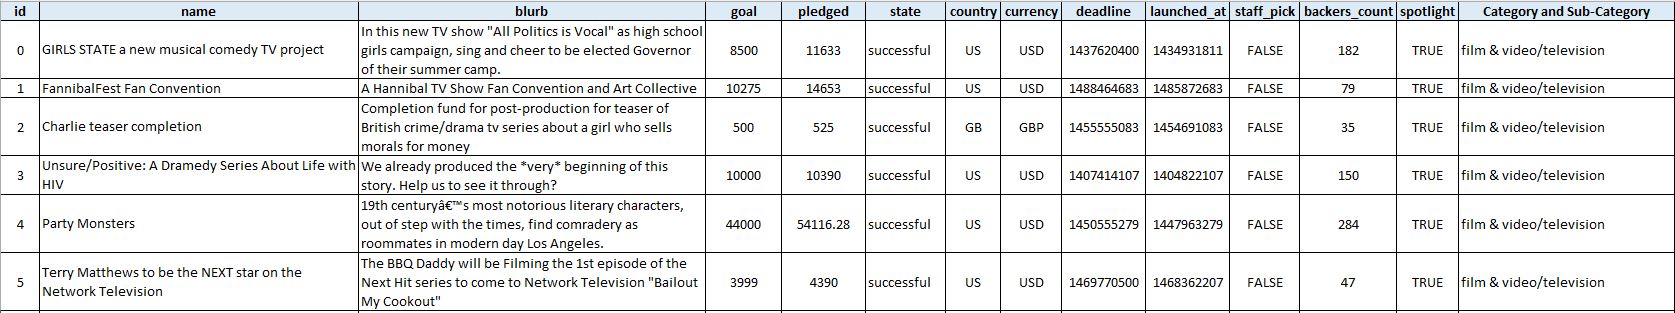 id name blurb goal pledged state country currency deadline launched_at staff_pick backers_count spotlight Category and Sub-Category
In this new TV show "All Politics is Vocal" as high school
0 GIRLS STATE a new musical comedy TV project girls campaign, sing and cheer to be elected Governor 8500 11633 successful US USD 1437620400 1434931811 FALSE 182 TRUE film & video/television
of their summer camp.
1 FannibalFest Fan Convention A Hannibal TV Show Fan Convention and Art Collective 10275 14653 successful US USD 1488464683 1485872683 FALSE 79 TRUE film & video/television
Completion fund for post-production for teaser of
2 Charlie teaser completion British crime/drama tv series about a girl who sells 500 525 successful GB GBP 1455555083 1454691083 FALSE 35 TRUE film & video/television
morals for money
Unsure/Positive: A Dramedy Series About Life with We already produced the *very* beginning of this
3 HIV story. Help us to see it through? 10000 10390 successful US USD 1407414107 1404822107 FALSE 150 TRUE film & video/television
19th centuryâ€™s most notorious literary characters,
4 Party Monsters out of step with the times, find comradery as 44000 54116.28 successful US USD 1450555279 1447963279 FALSE 284 TRUE film & video/television
roommates in modern day Los Angeles.
Terry Matthews to be the NEXT star on the The BBQ Daddy will be Filming the 1st episode of the
5 Network Television Next Hit series to come to Network Television "Bailout 3999 4390 successful US USD 1469770500 1468362207 FALSE 47 TRUE film & video/television
My Cookout"